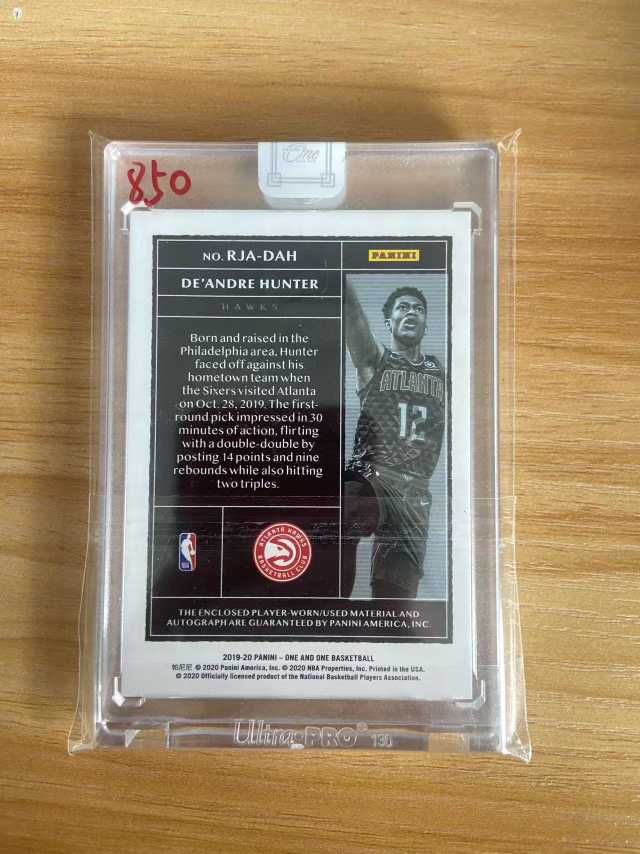 850
One
NO. RJA-DAH
PANINI
DE'ANDRE HUNTER
HAWKS
Born and raised in the
Philadelphia area, Hunter
faced off against his
hometown team when
the Sixers visited Atlanta
on Oct. 28, 2019. The first-
round pick impressed in 30
minutes of action, flirting
with a double-double by
posting 14 points and nine
rebounds while also hitting
two triples.
ATLANTA
12
ATLANTA HAWKS
BASKETBALL CLUB
THE ENCLOSED PLAYER-WORN/USED MATERIAL AND
AUTOGRAPH ARE GUARANTEED BY PANINI AMERICA, INC.
2019-20 PANINI – ONE AND ONE BASKETBALL
帕尼尼 © 2020 Panini America, Inc. © 2020 NBA Properties, Inc. Printed in the USA.
© 2020 Officially licensed product of the National Basketball Players Association.
Ultra·PRO® 130